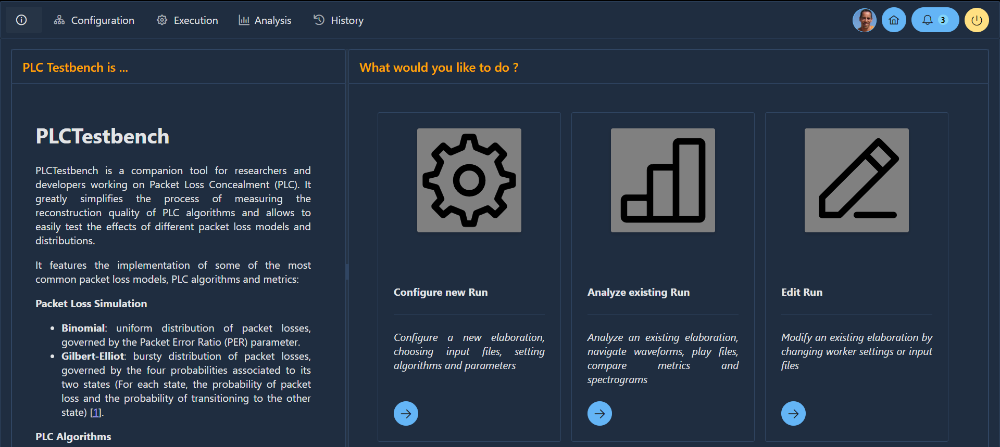 Configuration
Execution
Analysis
History
3
PLC Testbench is ...
PLCTestbench
PLCTestbench is a companion tool for researchers and
developers working on Packet Loss Concealment (PLC). It
greatly simplifies the process of measuring the
reconstruction quality of PLC algorithms and allows to
easily test the effects of different packet loss models and
distributions.
It features the implementation of some of the most
common packet loss models, PLC algorithms and metrics:
Packet Loss Simulation
• Binomial: uniform distribution of packet losses,
governed by the Packet Error Ratio (PER) parameter.
• Gilbert-Elliot: bursty distribution of packet losses,
governed by the four probabilities associated to its
two states (For each state, the probability of packet
loss and the probability of transitioning to the other
state) [1].
PLC Algorithms
What would you like to do ?
Configure new Run
Configure a new elaboration,
choosing input files, setting
algorithms and parameters
Analyze existing Run
Analyze an existing elaboration,
navigate waveforms, play files,
compare metrics and
spectrograms
Edit Run
Modify an existing elaboration by
changing worker settings or input
files